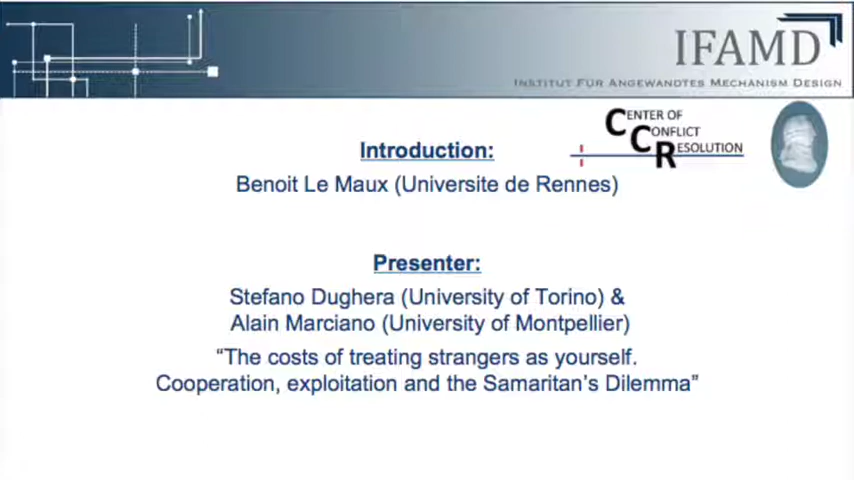 IFAMD
INSTITUT FÜR ANGEWANDTES MECHANISM DESIGN
CENTER OF
CONFLICT
RESOLUTION
Introduction:
Benoit Le Maux (Universite de Rennes)
Presenter:
Stefano Dughera (University of Torino) &
Alain Marciano (University of Montpellier)
“The costs of treating strangers as yourself.
Cooperation, exploitation and the Samaritan’s Dilemma”